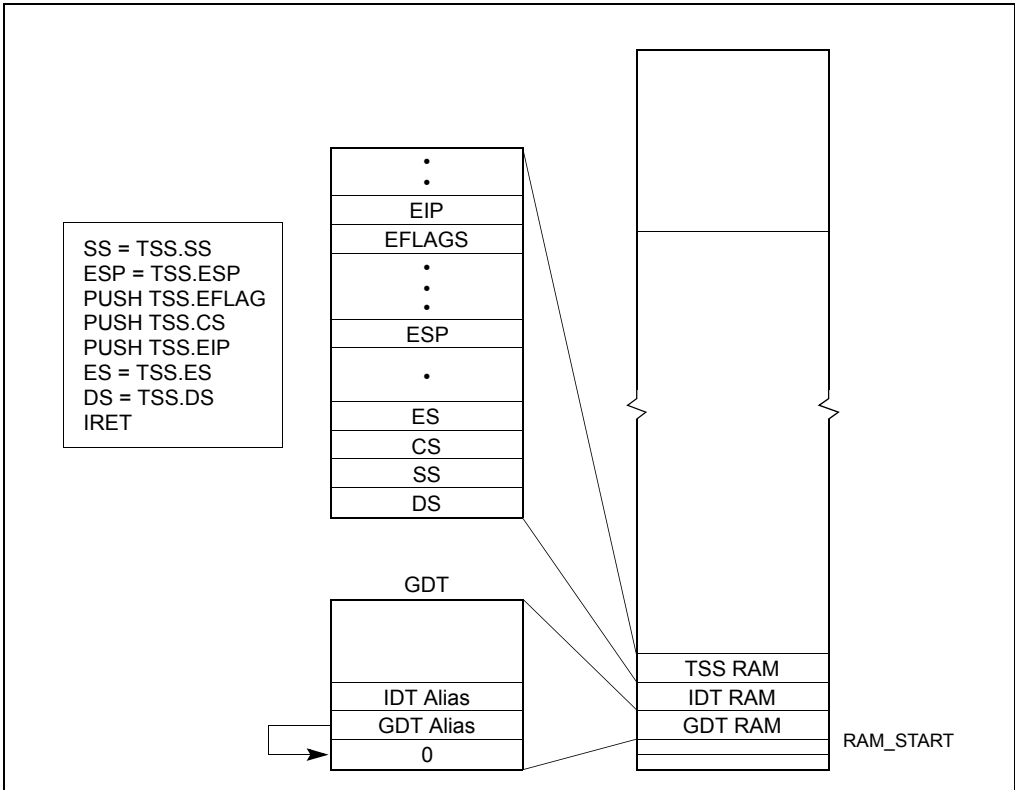 SS = TSS.SS
ESP = TSS.ESP
PUSH TSS.EFLAG
PUSH TSS.CS
PUSH TSS.EIP
ES = TSS.ES
DS = TSS.DS
IRET
EIP
EFLAGS
ESP
ES
CS
SS
DS
GDT
IDT Alias
GDT Alias
0
TSS RAM
IDT RAM
GDT RAM
RAM_START